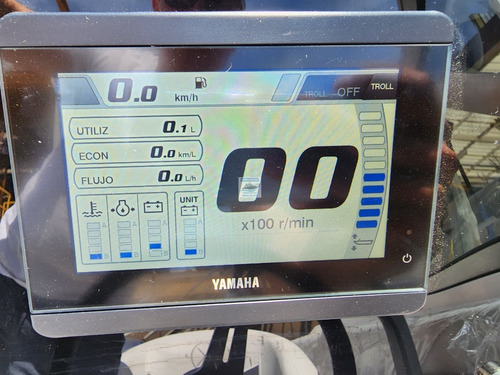 0.0 km/h
TROLL OFF TROLL
UTILIZ 0.1 L
ECON 0.0 km/L
FLUJO 0.0 L/h
00
x100 r/min
UNIT
A A A A
B B B B
YAMAHA